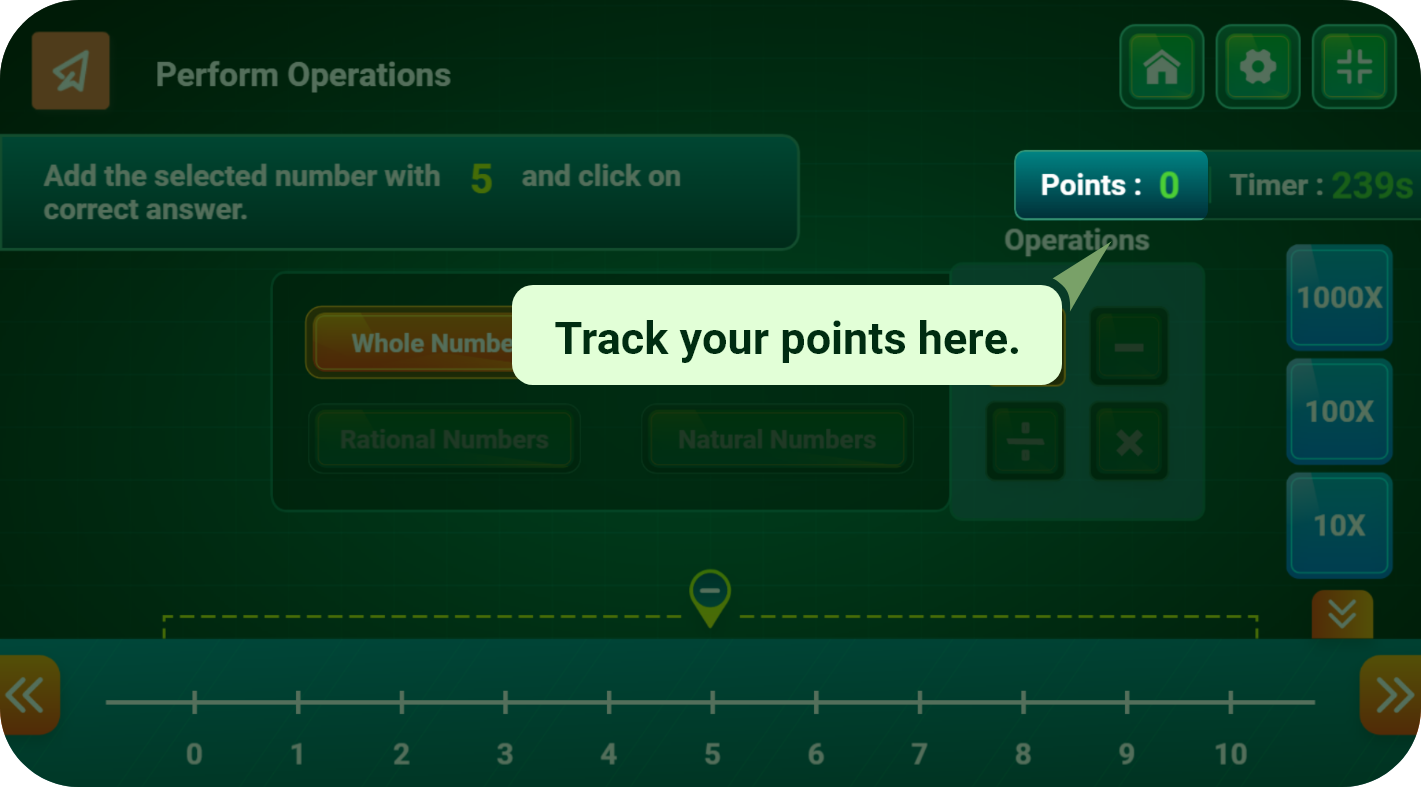 Perform Operations
Add the selected number with 5 and click on
correct answer.
Points : 0
Timer : 239s
Operations
Whole Numbe
Track your points here.
Rational Numbers
Natural Numbers
1000X
100X
10X
0 1 2 3 4 5 6 7 8 9 10